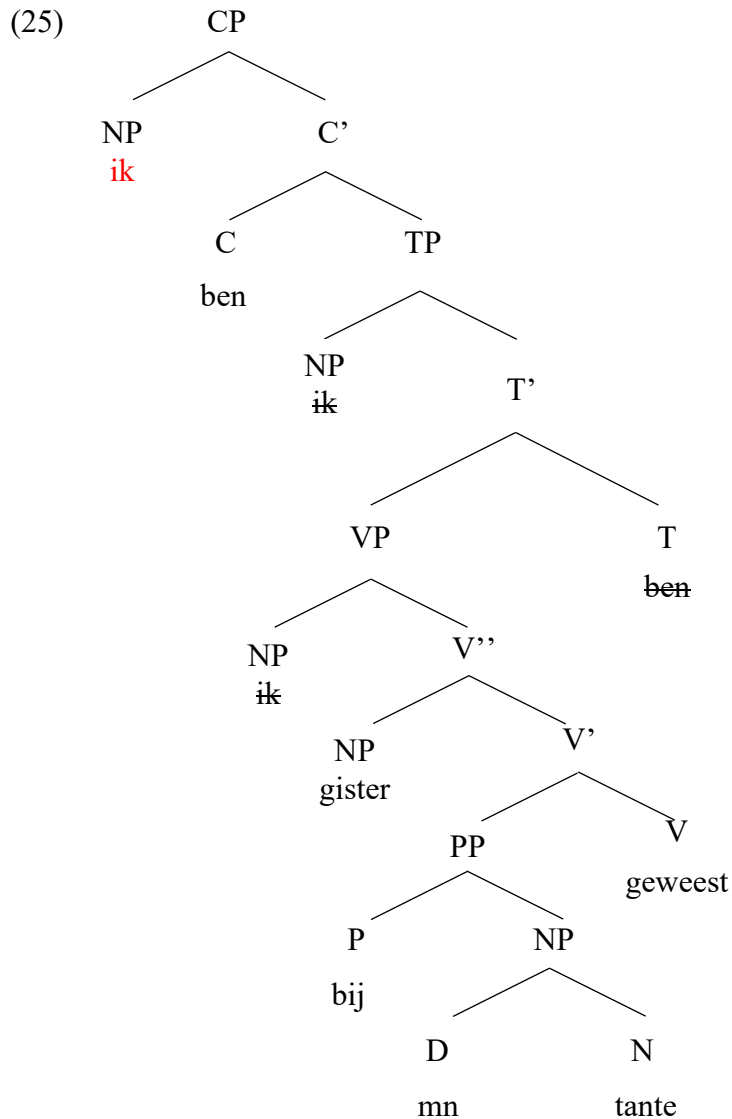 (25) CP
NP C’
ik
C TP
ben
NP
ik T’
VP T
ben
NP V’’
ik
NP V’
gister
PP V
geweest
P NP
bij
D N
mn tante